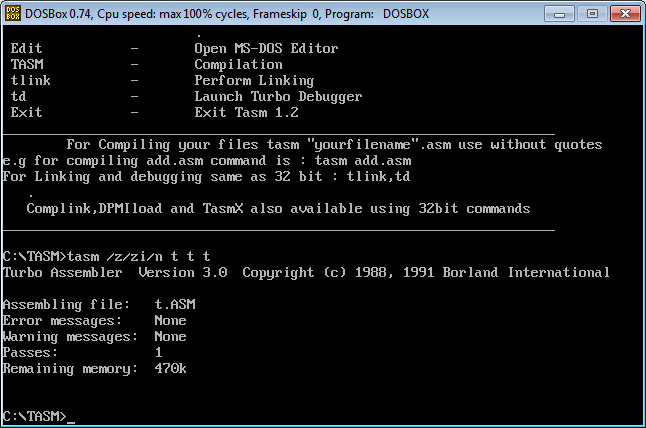 DOSBox 0.74, Cpu speed: max 100% cycles, Frameskip 0, Program: DOSBOX
.
Edit - Open MS-DOS Editor
TASM - Compilation
tlink - Perform Linking
td - Launch Turbo Debugger
Exit - Exit Tasm 1.2
For Compiling your files tasm "yourfilename".asm use without quotes
e.g for compiling add.asm command is : tasm add.asm
For Linking and debugging same as 32 bit : tlink,td
.
Complink,DPMIload and TasmX also available using 32bit commands
C:\TASM>tasm /z/zi/n t t t
Turbo Assembler Version 3.0 Copyright (c) 1988, 1991 Borland International
Assembling file: t.ASM
Error messages: None
Warning messages: None
Passes: 1
Remaining memory: 470k
C:\TASM>_